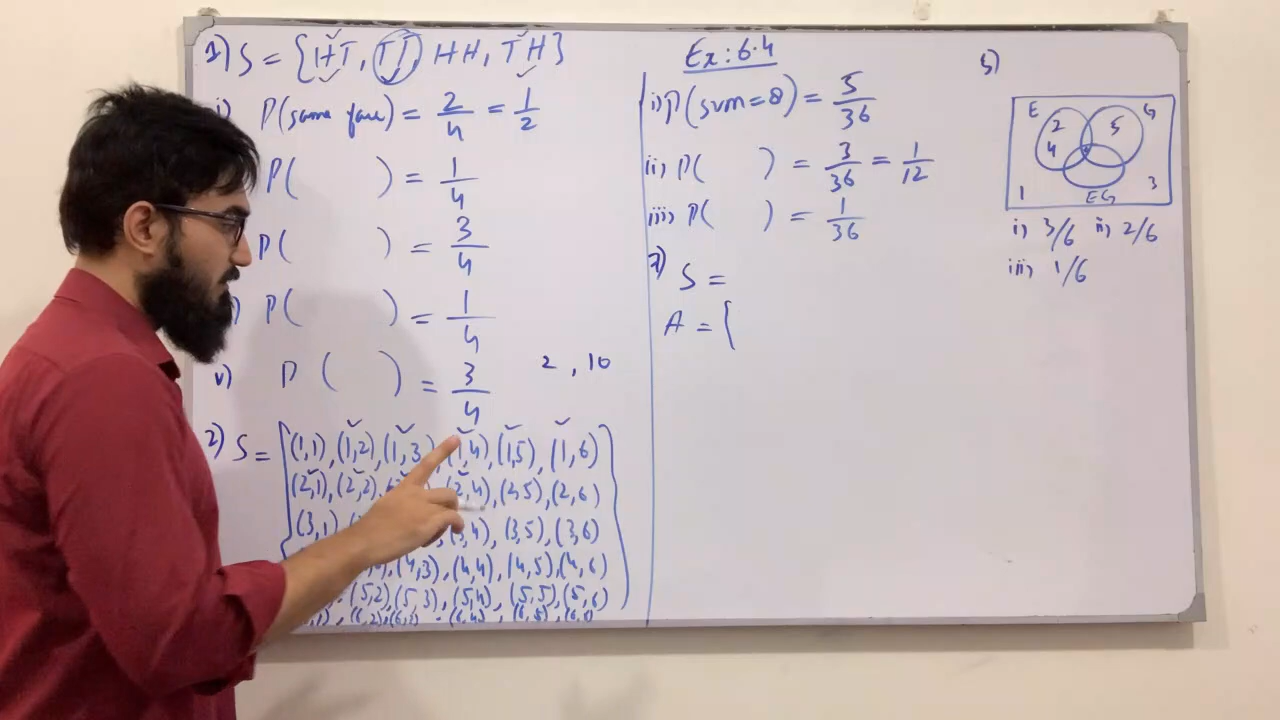 1) S = {HT, TT, HH, TH}
i) P(same face) = 2/4 = 1/2
P( ) = 1/4
P( ) = 3/4
) P( ) = 1/4
v) P ( ) = 3/4
2 , 10
2) S = {(1,1),(1,2),(1,3),(1,4),(1,5),(1,6)
(2,1),(2,2), (2,4),(2,5),(2,6)
(3,1) (3,4),(3,5),(3,6)
(4,3),(4,4),(4,5),(4,6)
(5,2)(5,3),(5,4),(5,5),(5,6)
(6,2), (6,4), (6,5), }
Ex: 6.4
i) P(sum=8) = 5/36
ii) P( ) = 3/36 = 1/12
iii) P( ) = 1/36
7) S =
A = {
5)
E G
2 5
4
1 EG 3
i) 3/6 ii) 2/6
iii) 1/6